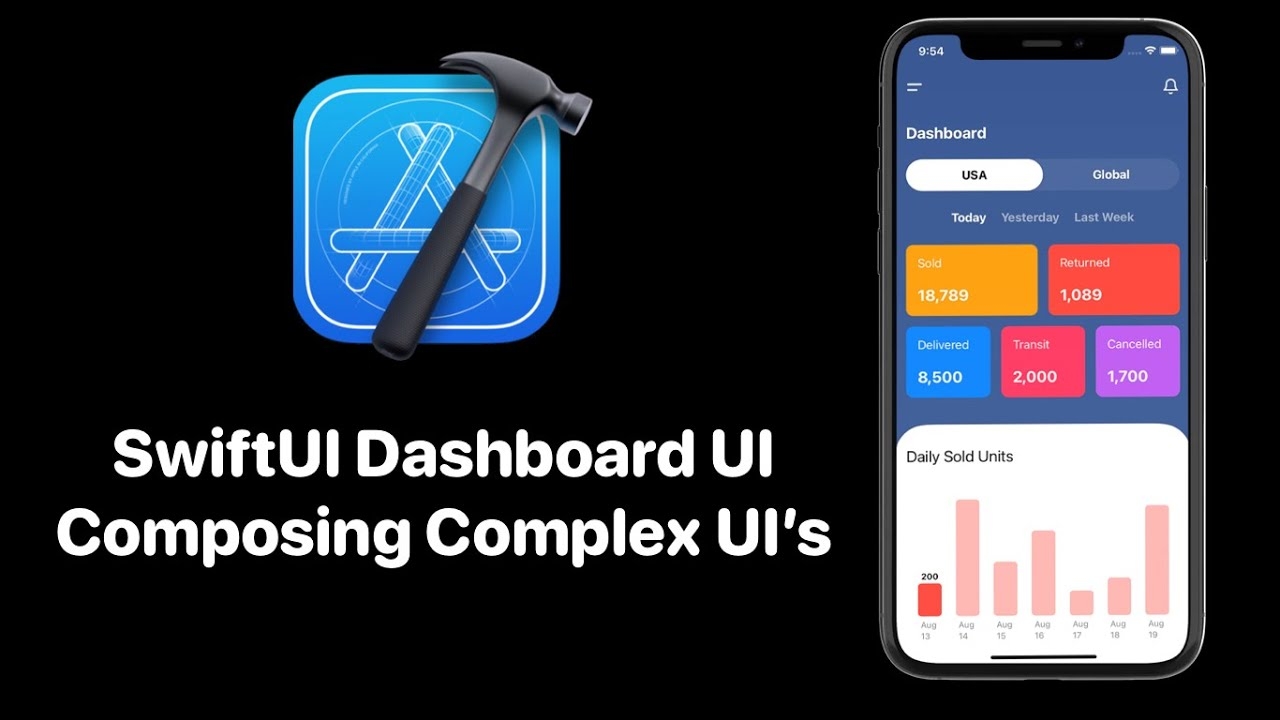 SwiftUI Dashboard UI
Composing Complex UI's
9:54
Dashboard
USA Global
Today Yesterday Last Week
Sold Returned
18,789 1,089
Delivered Transit Cancelled
8,500 2,000 1,700
Daily Sold Units
200
Aug Aug Aug Aug Aug Aug Aug
13 14 15 16 17 18 19